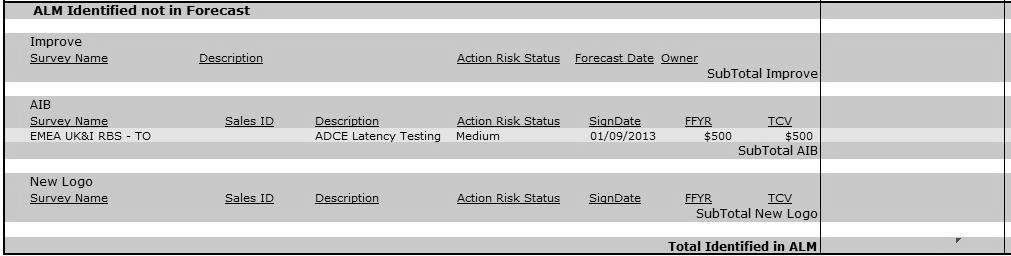 ALM Identified not in Forecast
Improve
Survey Name Description Action Risk Status Forecast Date Owner
SubTotal Improve
AIB
Survey Name Sales ID Description Action Risk Status SignDate FFYR TCV
EMEA UK&I RBS - TO ADCE Latency Testing Medium 01/09/2013 $500 $500
SubTotal AIB
New Logo
Survey Name Sales ID Description Action Risk Status SignDate FFYR TCV
SubTotal New Logo
Total Identified in ALM